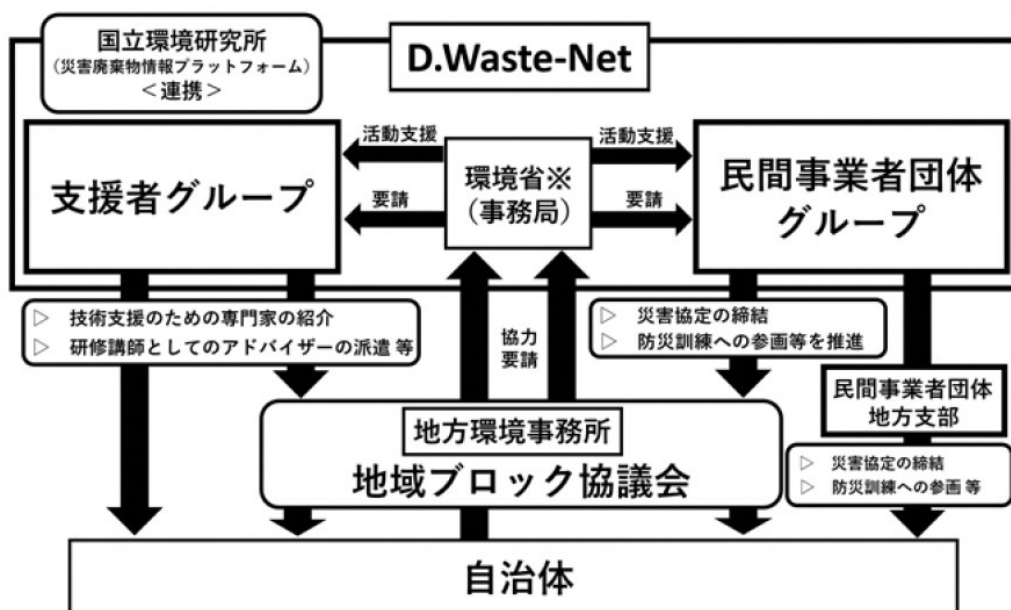 国立環境研究所
（災害廃棄物情報プラットフォーム）
＜連携＞
D.Waste-Net
支援者グループ
活動支援
要請
環境省※
（事務局）
活動支援
要請
民間事業者団体
グループ
▷ 技術支援のための専門家の紹介
▷ 研修講師としてのアドバイザーの派遣 等
協力
要請
▷ 災害協定の締結
▷ 防災訓練への参画等を推進
民間事業者団体
地方支部
▷ 災害協定の締結
▷ 防災訓練への参画 等
地方環境事務所
地域ブロック協議会
自治体